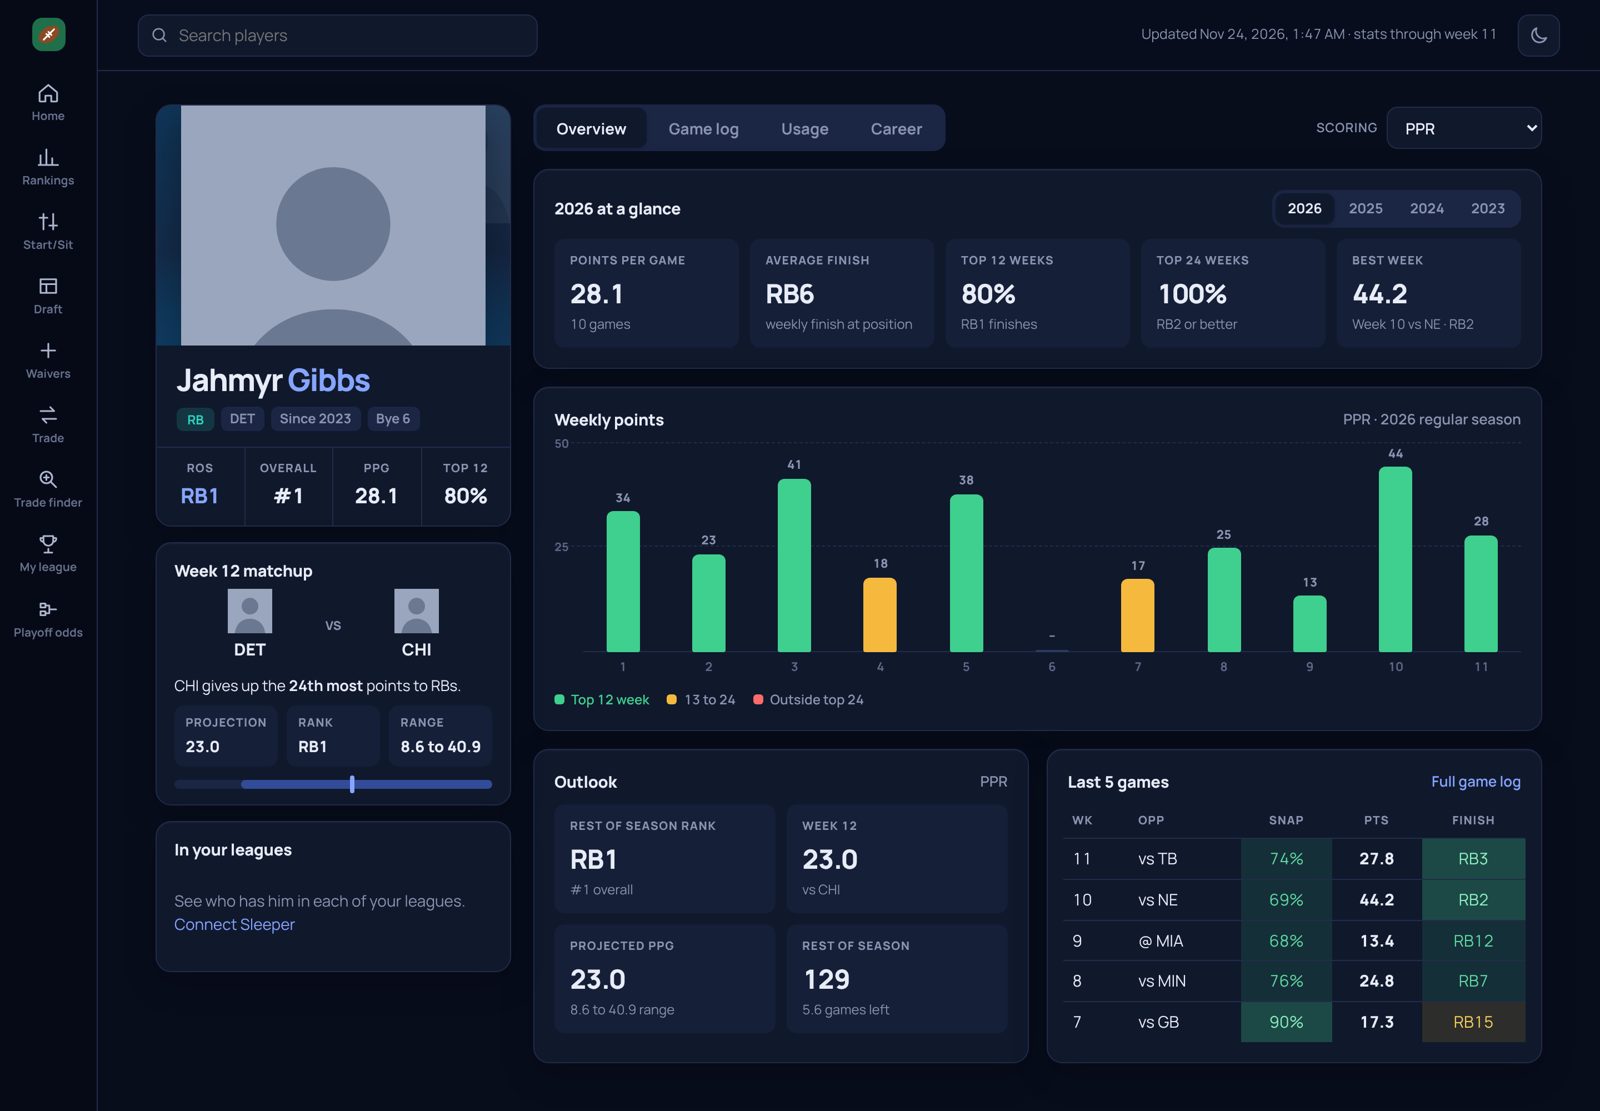 Search players
Updated Nov 24, 2026, 1:47 AM · stats through week 11
Home
Rankings
Start/Sit
Draft
Waivers
Trade
Trade finder
My league
Playoff odds
Jahmyr Gibbs
RB DET Since 2023 Bye 6
ROS OVERALL PPG TOP 12
RB1 #1 28.1 80%
Week 12 matchup
VS
DET CHI
CHI gives up the 24th most points to RBs.
PROJECTION RANK RANGE
23.0 RB1 8.6 to 40.9
In your leagues
See who has him in each of your leagues.
Connect Sleeper
Overview Game log Usage Career
SCORING PPR
2026 at a glance
2026 2025 2024 2023
POINTS PER GAME AVERAGE FINISH TOP 12 WEEKS TOP 24 WEEKS BEST WEEK
28.1 RB6 80% 100% 44.2
10 games weekly finish at position RB1 finishes RB2 or better Week 10 vs NE · RB2
Weekly points
PPR · 2026 regular season
50
25
34 23 41 18 38 – 17 25 13 44 28
1 2 3 4 5 6 7 8 9 10 11
Top 12 week 13 to 24 Outside top 24
Outlook
PPR
REST OF SEASON RANK WEEK 12
RB1 23.0
#1 overall vs CHI
PROJECTED PPG REST OF SEASON
23.0 129
8.6 to 40.9 range 5.6 games left
Last 5 games
Full game log
WK OPP SNAP PTS FINISH
11 vs TB 74% 27.8 RB3
10 vs NE 69% 44.2 RB2
9 @ MIA 68% 13.4 RB12
8 vs MIN 76% 24.8 RB7
7 vs GB 90% 17.3 RB15